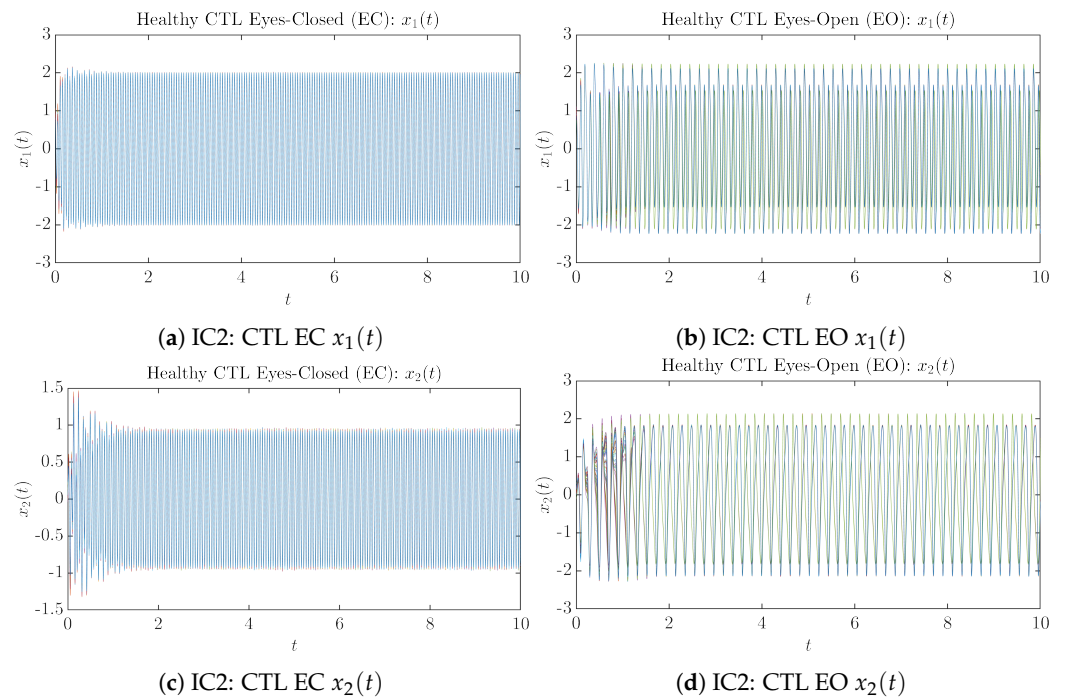 Healthy CTL Eyes-Closed (EC): x₁(t)
3
2
1
0
-1
-2
-3
x₁(t)
0 2 4 6 8 10
t
(a) IC2: CTL EC x₁(t)
Healthy CTL Eyes-Open (EO): x₁(t)
3
2
1
0
-1
-2
-3
x₁(t)
0 2 4 6 8 10
t
(b) IC2: CTL EO x₁(t)
Healthy CTL Eyes-Closed (EC): x₂(t)
1.5
1
0.5
0
-0.5
-1
1.5
x₂(t)
0 2 4 6 8 10
t
(c) IC2: CTL EC x₂(t)
Healthy CTL Eyes-Open (EO): x₂(t)
3
2
1
0
-1
-2
-3
x₂(t)
0 2 4 6 8 10
t
(d) IC2: CTL EO x₂(t)